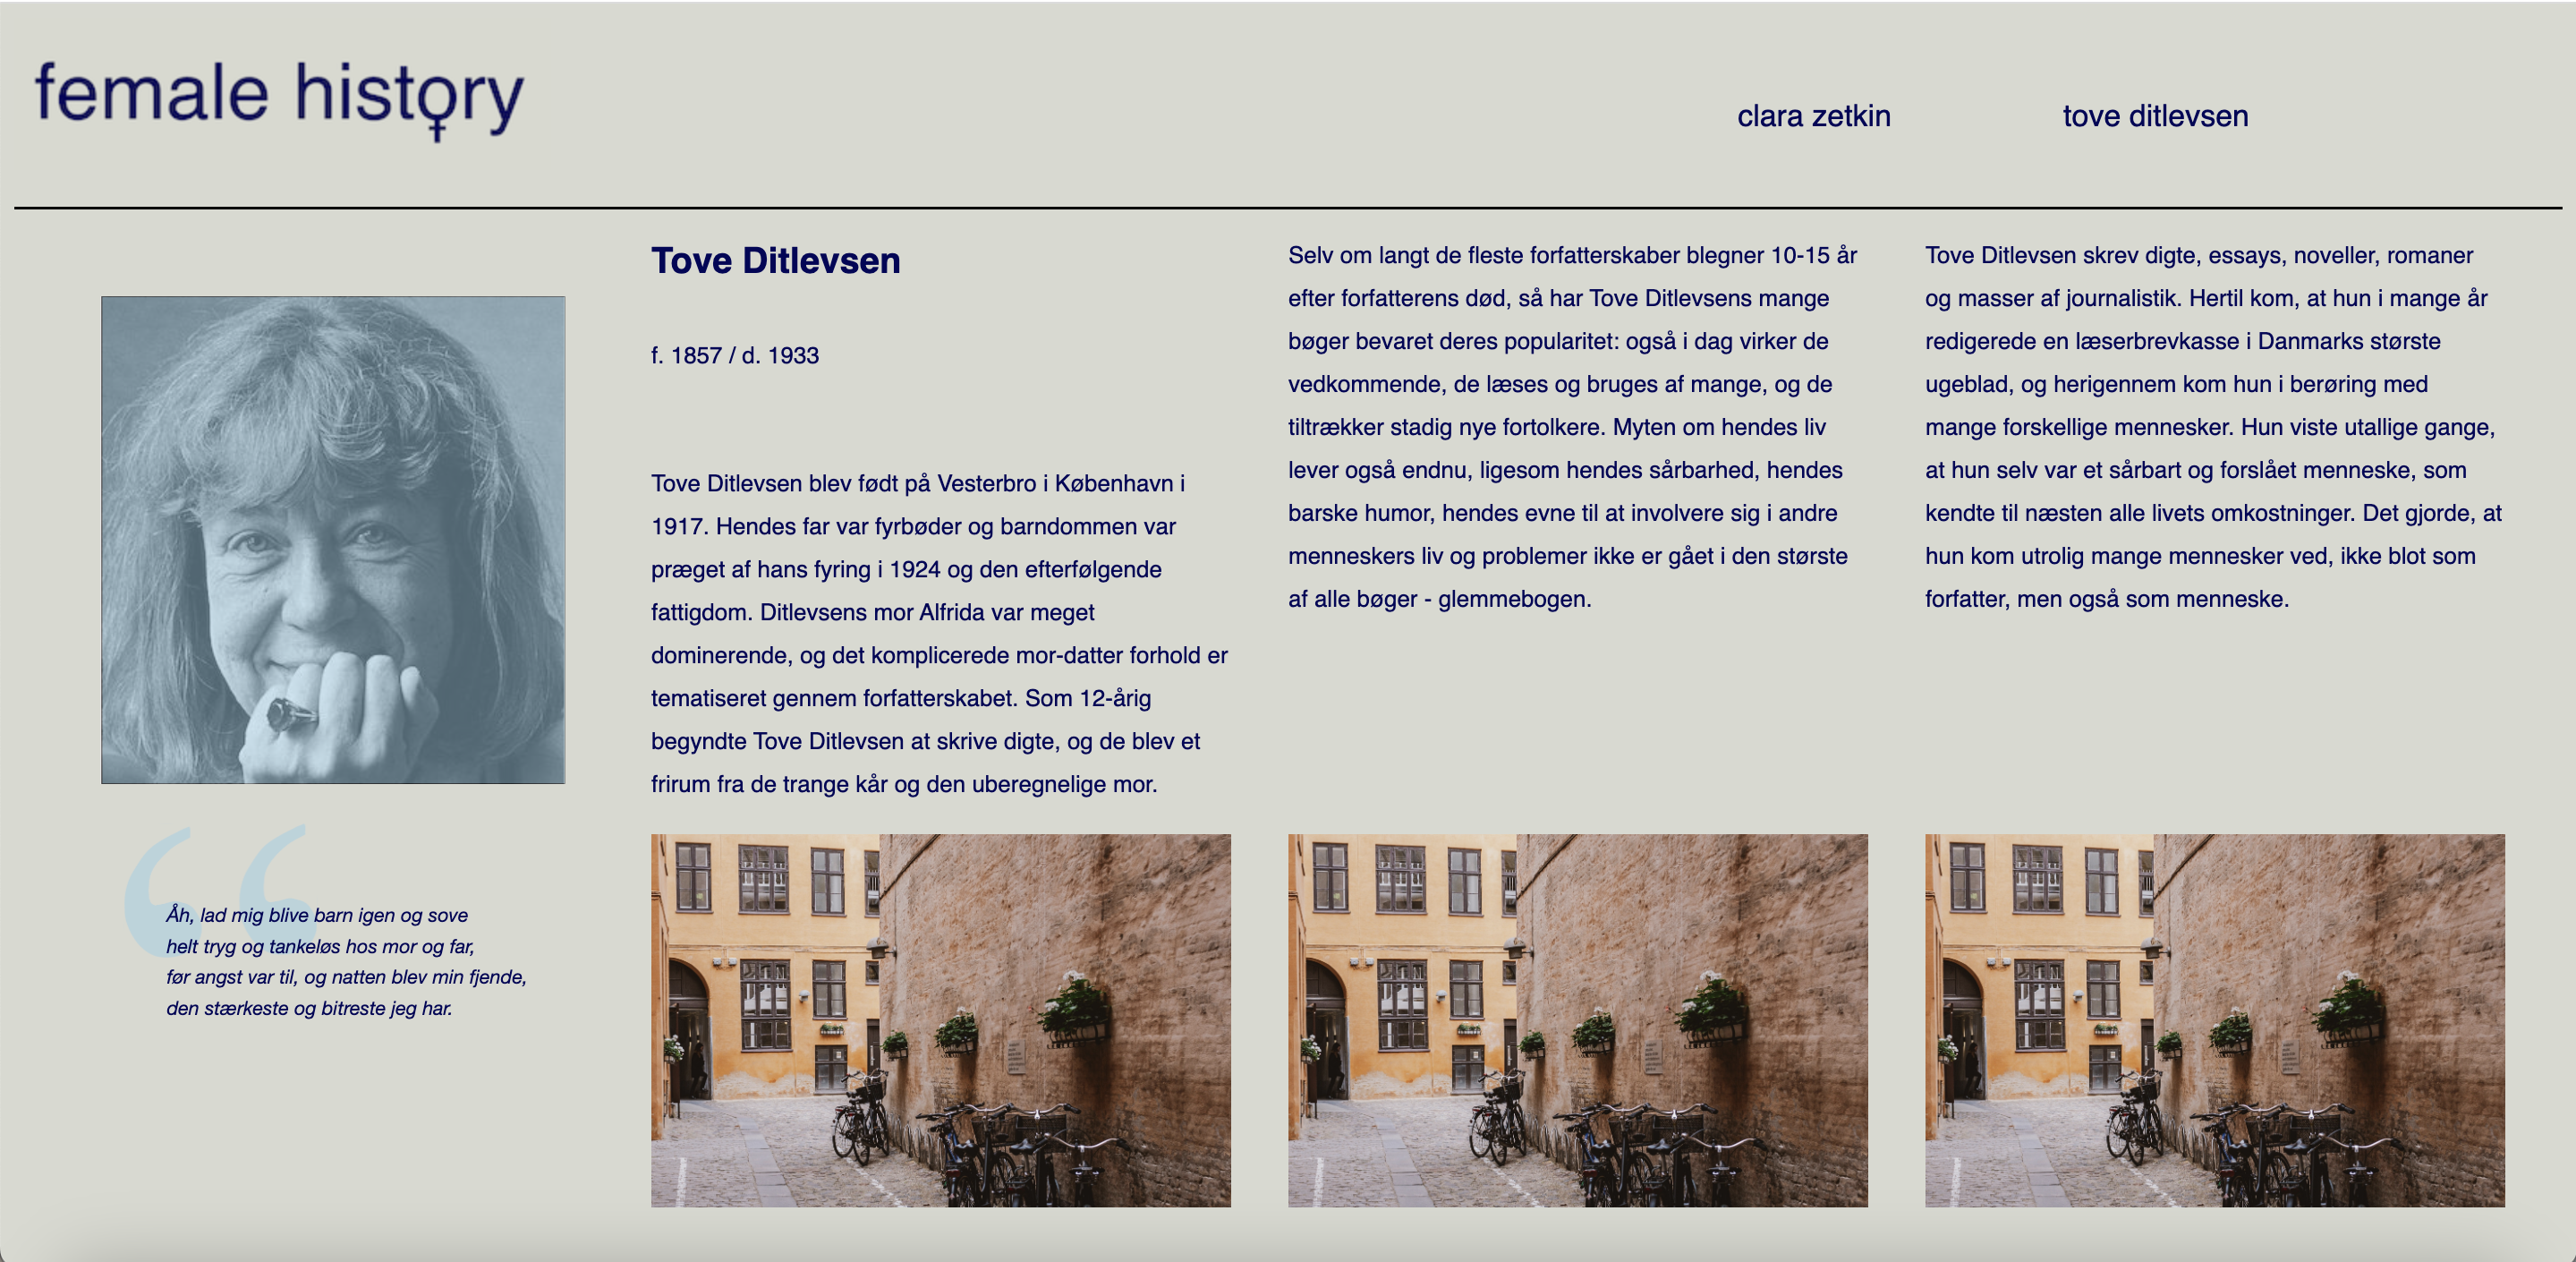 female history
clara zetkin
tove ditlevsen
Tove Ditlevsen
f. 1857 / d. 1933
Tove Ditlevsen blev født på Vesterbro i København i
1917. Hendes far var fyrbøder og barndommen var
præget af hans fyring i 1924 og den efterfølgende
fattigdom. Ditlevsens mor Alfrida var meget
dominerende, og det komplicerede mor-datter forhold er
tematiseret gennem forfatterskabet. Som 12-årig
begyndte Tove Ditlevsen at skrive digte, og de blev et
frirum fra de trange kår og den uberegnelige mor.
Selv om langt de fleste forfatterskaber blegner 10-15 år
efter forfatterens død, så har Tove Ditlevsens mange
bøger bevaret deres popularitet: også i dag virker de
vedkommende, de læses og bruges af mange, og de
tiltrækker stadig nye fortolkere. Myten om hendes liv
lever også endnu, ligesom hendes sårbarhed, hendes
barske humor, hendes evne til at involvere sig i andre
menneskers liv og problemer ikke er gået i den største
af alle bøger - glemmebogen.
Tove Ditlevsen skrev digte, essays, noveller, romaner
og masser af journalistik. Hertil kom, at hun i mange år
redigerede en læserbrevkasse i Danmarks største
ugeblad, og herigennem kom hun i berøring med
mange forskellige mennesker. Hun viste utallige gange,
at hun selv var et sårbart og forslået menneske, som
kendte til næsten alle livets omkostninger. Det gjorde, at
hun kom utrolig mange mennesker ved, ikke blot som
forfatter, men også som menneske.
“
Åh, lad mig blive barn igen og sove
helt tryg og tankeløs hos mor og far,
før angst var til, og natten blev min fjende,
den stærkeste og bitreste jeg har.